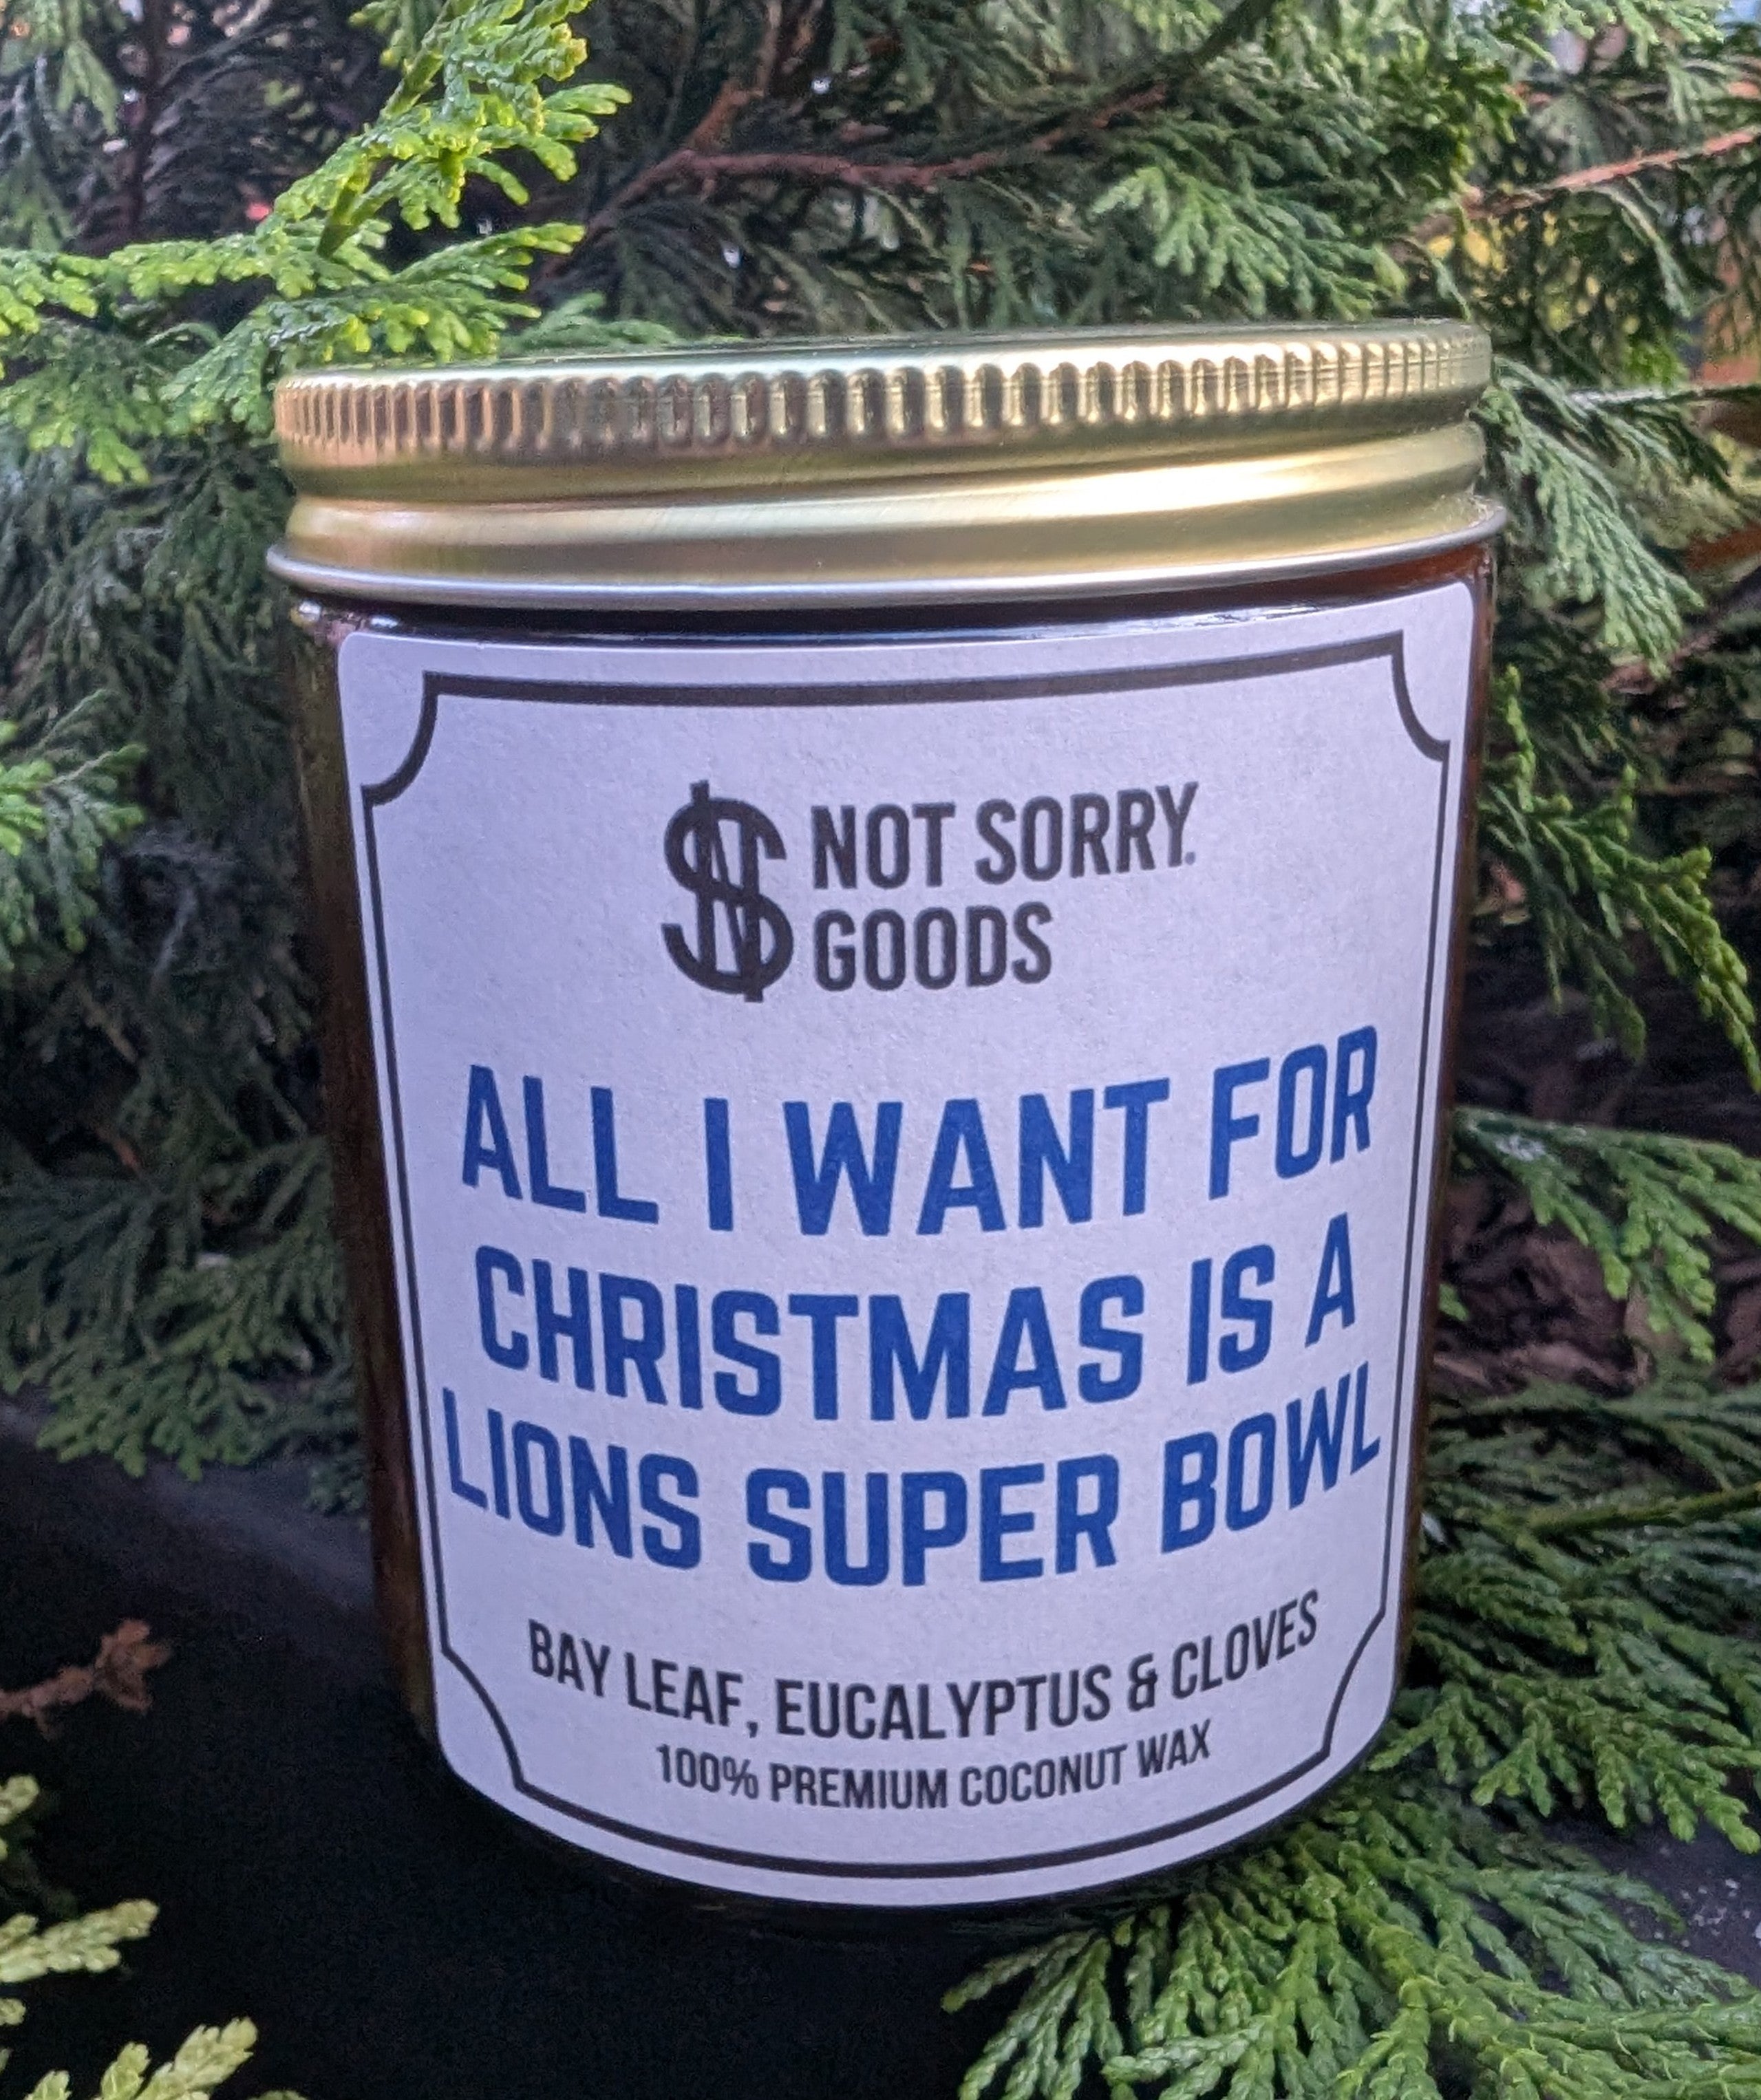 NOT SORRY.
GOODS
ALL I WANT FOR
CHRISTMAS IS A
LIONS SUPER BOWL
BAY LEAF, EUCALYPTUS & CLOVES
100% PREMIUM COCONUT WAX